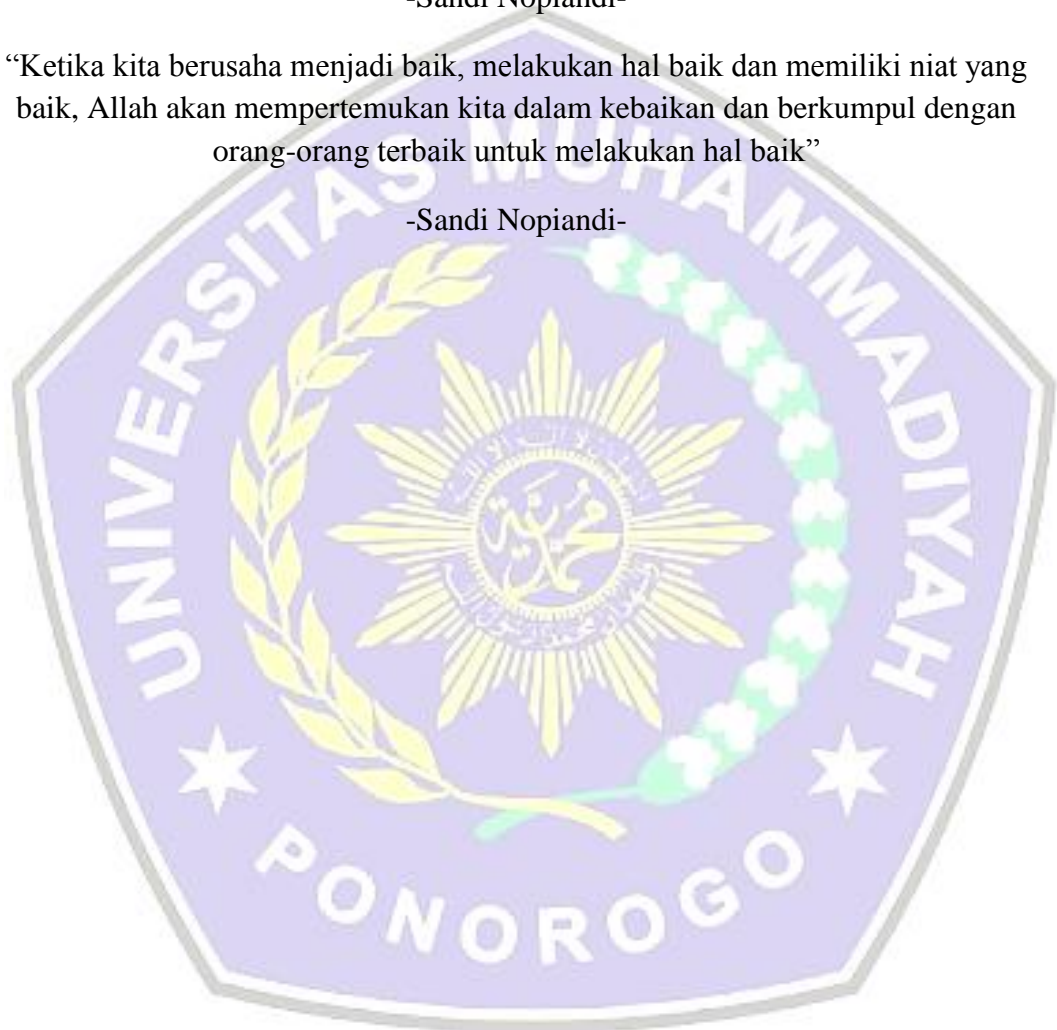 -Sandi Nopiandi-
“Ketika kita berusaha menjadi baik, melakukan hal baik dan memiliki niat yang
baik, Allah akan mempertemukan kita dalam kebaikan dan berkumpul dengan
orang-orang terbaik untuk melakukan hal baik”
-Sandi Nopiandi-
UNIVERSITAS MUHAMMADIYAH
محمدية
PONOROGO